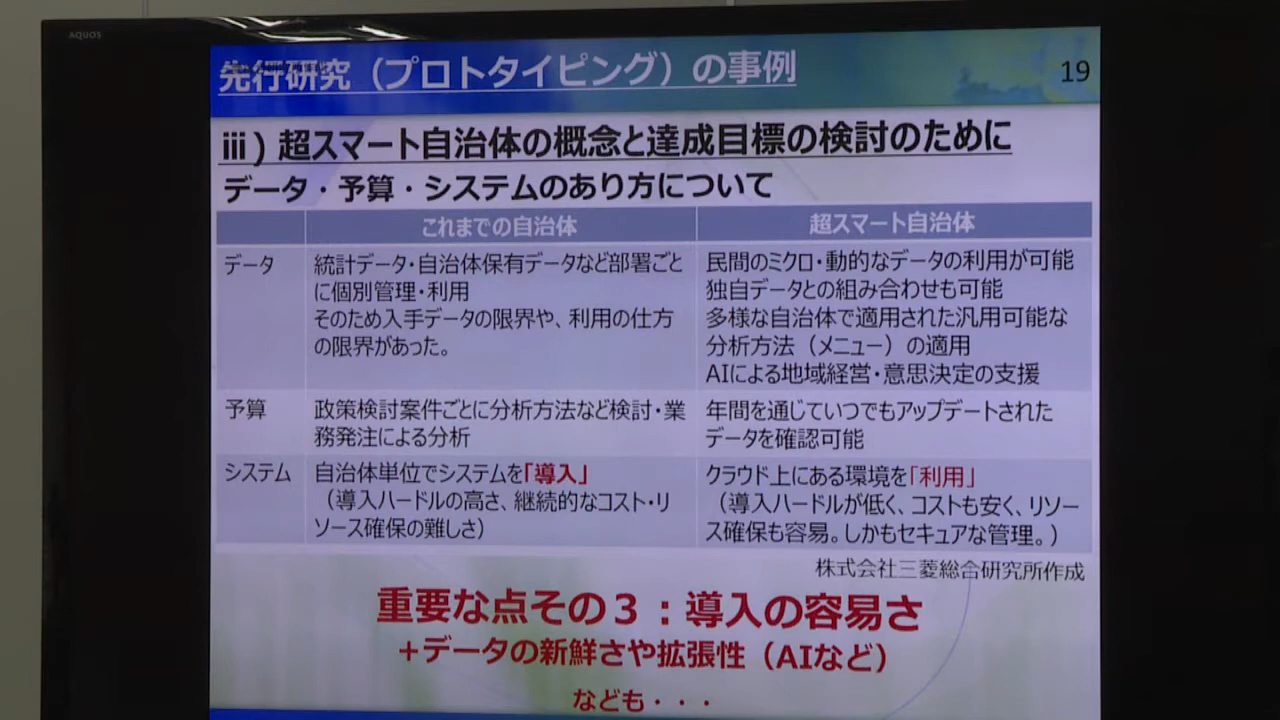 AQUOS
先行研究（プロトタイピング）の事例
19
iii）超スマート自治体の概念と達成目標の検討のために
データ・予算・システムのあり方について
これまでの自治体
超スマート自治体
データ
統計データ・自治体保有データなど部署ごと
に個別管理・利用
そのため入手データの限界や、利用の仕方
の限界があった。
民間のミクロ・動的なデータの利用が可能
独自データとの組み合わせも可能
多様な自治体で適用された汎用可能な
分析方法（メニュー）の適用
AIによる地域経営・意思決定の支援
予算
政策検討案件ごとに分析方法など検討・業
務発注による分析
年間を通じていつでもアップデートされた
データを確認可能
システム
自治体単位でシステムを「導入」
（導入ハードルの高さ、継続的なコスト・リ
ソース確保の難しさ）
クラウド上にある環境を「利用」
（導入ハードルが低く、コストも安く、リソー
ス確保も容易。しかもセキュアな管理。）
株式会社三菱総合研究所作成
重要な点その３：導入の容易さ
＋データの新鮮さや拡張性（AIなど）
なども・・・